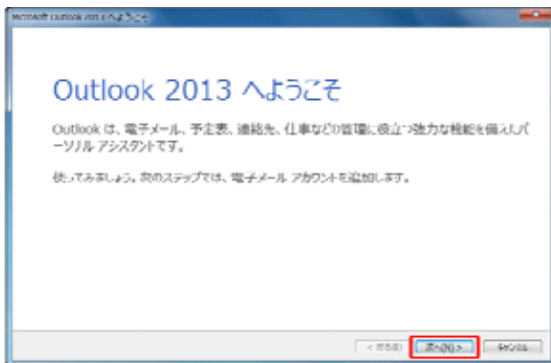 Microsoft Outlook 2013 へようこそ
Outlook 2013 へようこそ
Outlook は、電子メール、予定表、連絡先、仕事などの管理に役立つ強力な機能を備えたパ
ーソナル アシスタントです。
使ってみましょう。次のステップでは、電子メール アカウントを追加します。
< 戻る(B) 次へ(N) > キャンセル